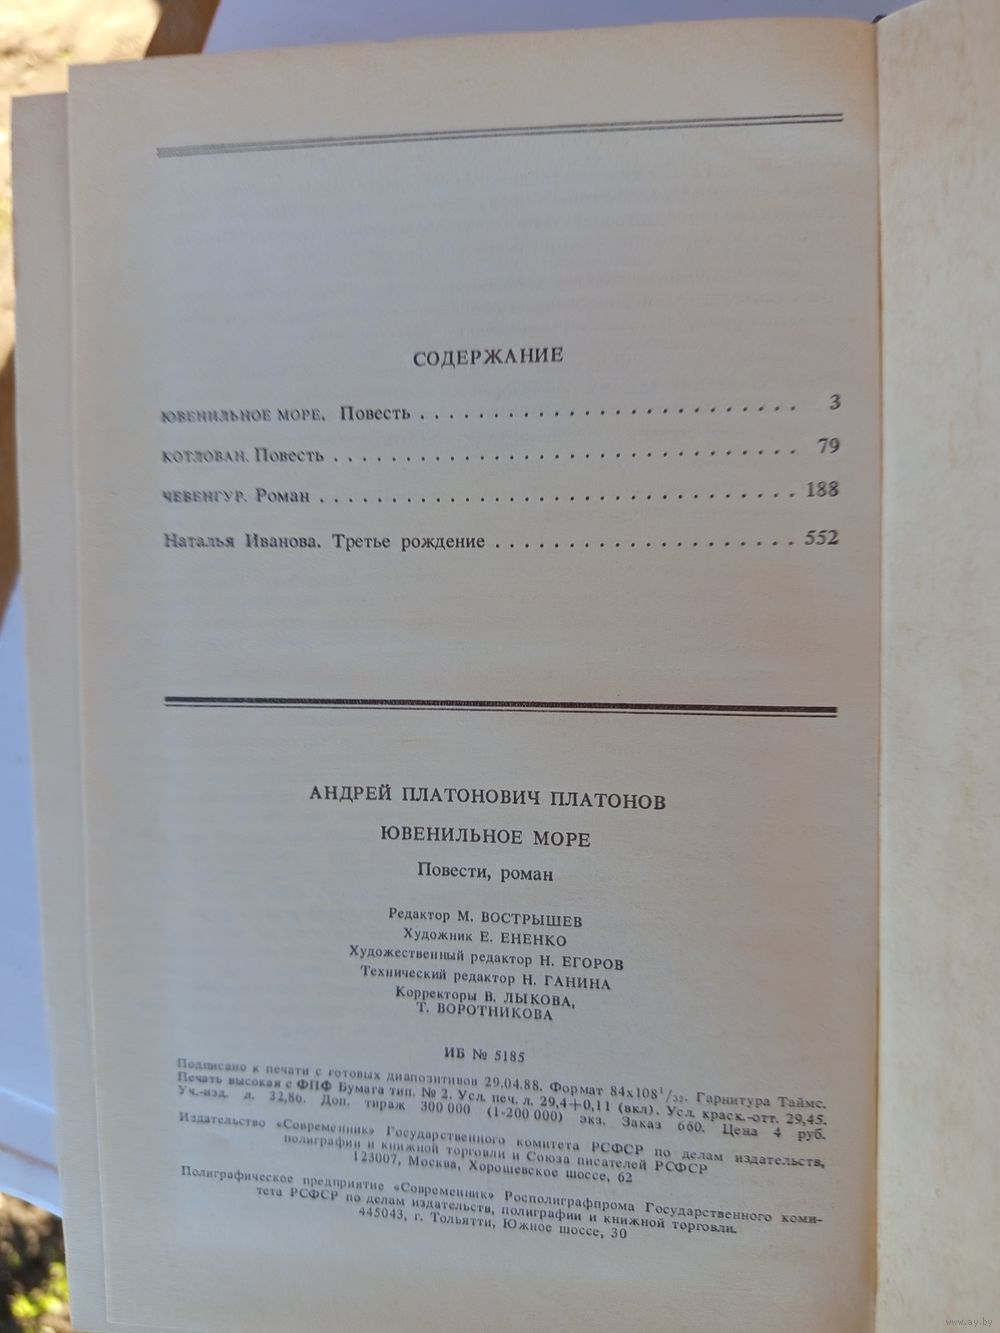 СОДЕРЖАНИЕ
ЮВЕНИЛЬНОЕ МОРЕ. Повесть . . . . . . . . . . . . . . . . . . . . . . . . . . 3
КОТЛОВАН. Повесть . . . . . . . . . . . . . . . . . . . . . . . . . . . . . . . . 79
ЧЕВЕНГУР. Роман . . . . . . . . . . . . . . . . . . . . . . . . . . . . . . . . . 188
Наталья Иванова. Третье рождение . . . . . . . . . . . . . . . . . . . . . 552
АНДРЕЙ ПЛАТОНОВИЧ ПЛАТОНОВ
ЮВЕНИЛЬНОЕ МОРЕ
Повести, роман
Редактор М. ВОСТРЫШЕВ
Художник Е. ЕНЕНКО
Художественный редактор Н. ЕГОРОВ
Технический редактор Н. ГАНИНА
Корректоры В. ЛЫКОВА,
Т. ВОРОТНИКОВА
ИБ № 5185
Подписано к печати с готовых диапозитивов 29.04.88. Формат 84×108¹/₃₂. Гарнитура Таймс.
Печать высокая с ФПФ Бумага тип. № 2. Усл. печ. л. 29,4+0,11 (вкл). Усл. краск.-отт. 29,45.
Уч.-изд. л. 32,86. Доп. тираж 300 000 (1-200 000) экз. Заказ 660. Цена 4 руб.
Издательство «Современник» Государственного комитета РСФСР по делам издательств,
полиграфии и книжной торговли и Союза писателей РСФСР
123007, Москва, Хорошевское шоссе, 62
Полиграфическое предприятие «Современник» Росполиграфпрома Государственного коми-
тета РСФСР по делам издательств, полиграфии и книжной торговли.
445043, г. Тольятти, Южное шоссе, 30
www.ay.by